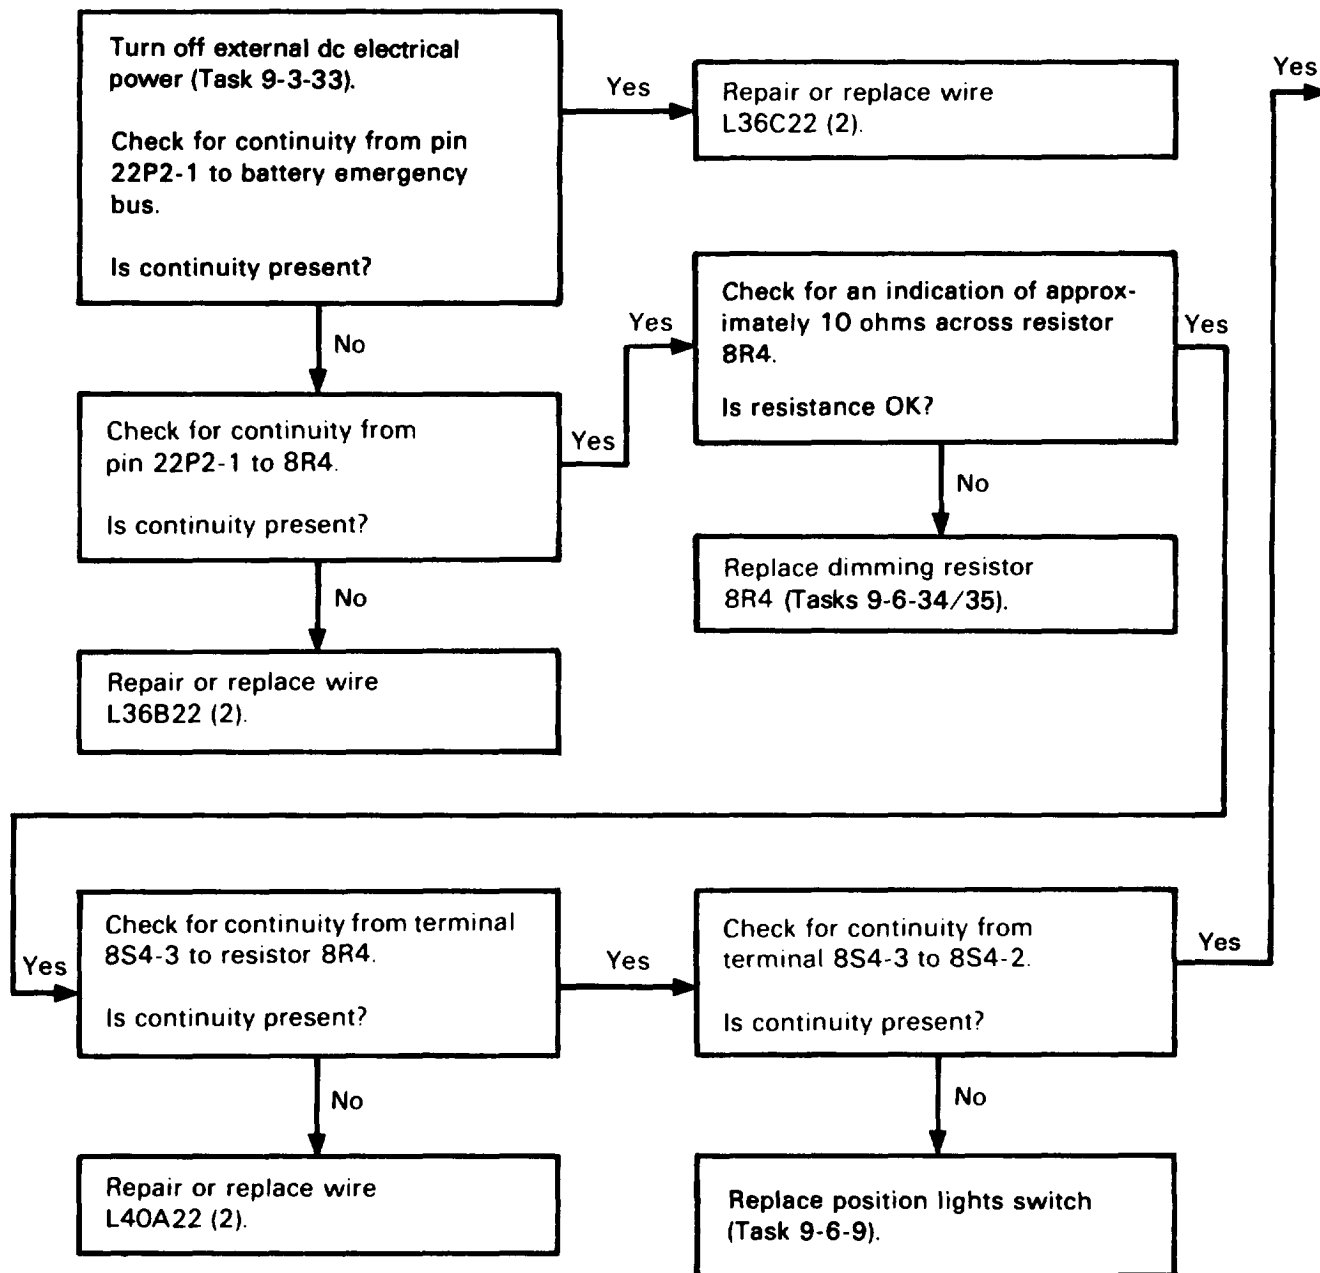 Turn off external dc electrical
power (Task 9-3-33).
Check for continuity from pin
22P2-1 to battery emergency
bus.
Is continuity present?
Yes
Repair or replace wire
L36C22 (2).
Yes
No
Check for continuity from
pin 22P2-1 to 8R4.
Is continuity present?
Yes
Yes
Check for an indication of approx-
imately 10 ohms across resistor
8R4.
Is resistance OK?
Yes
No
Replace dimming resistor
8R4 (Tasks 9-6-34/35).
No
Repair or replace wire
L36B22 (2).
Yes
Check for continuity from terminal
8S4-3 to resistor 8R4.
Is continuity present?
Yes
Check for continuity from
terminal 8S4-3 to 8S4-2.
Is continuity present?
Yes
No
Repair or replace wire
L40A22 (2).
No
Replace position lights switch
(Task 9-6-9).